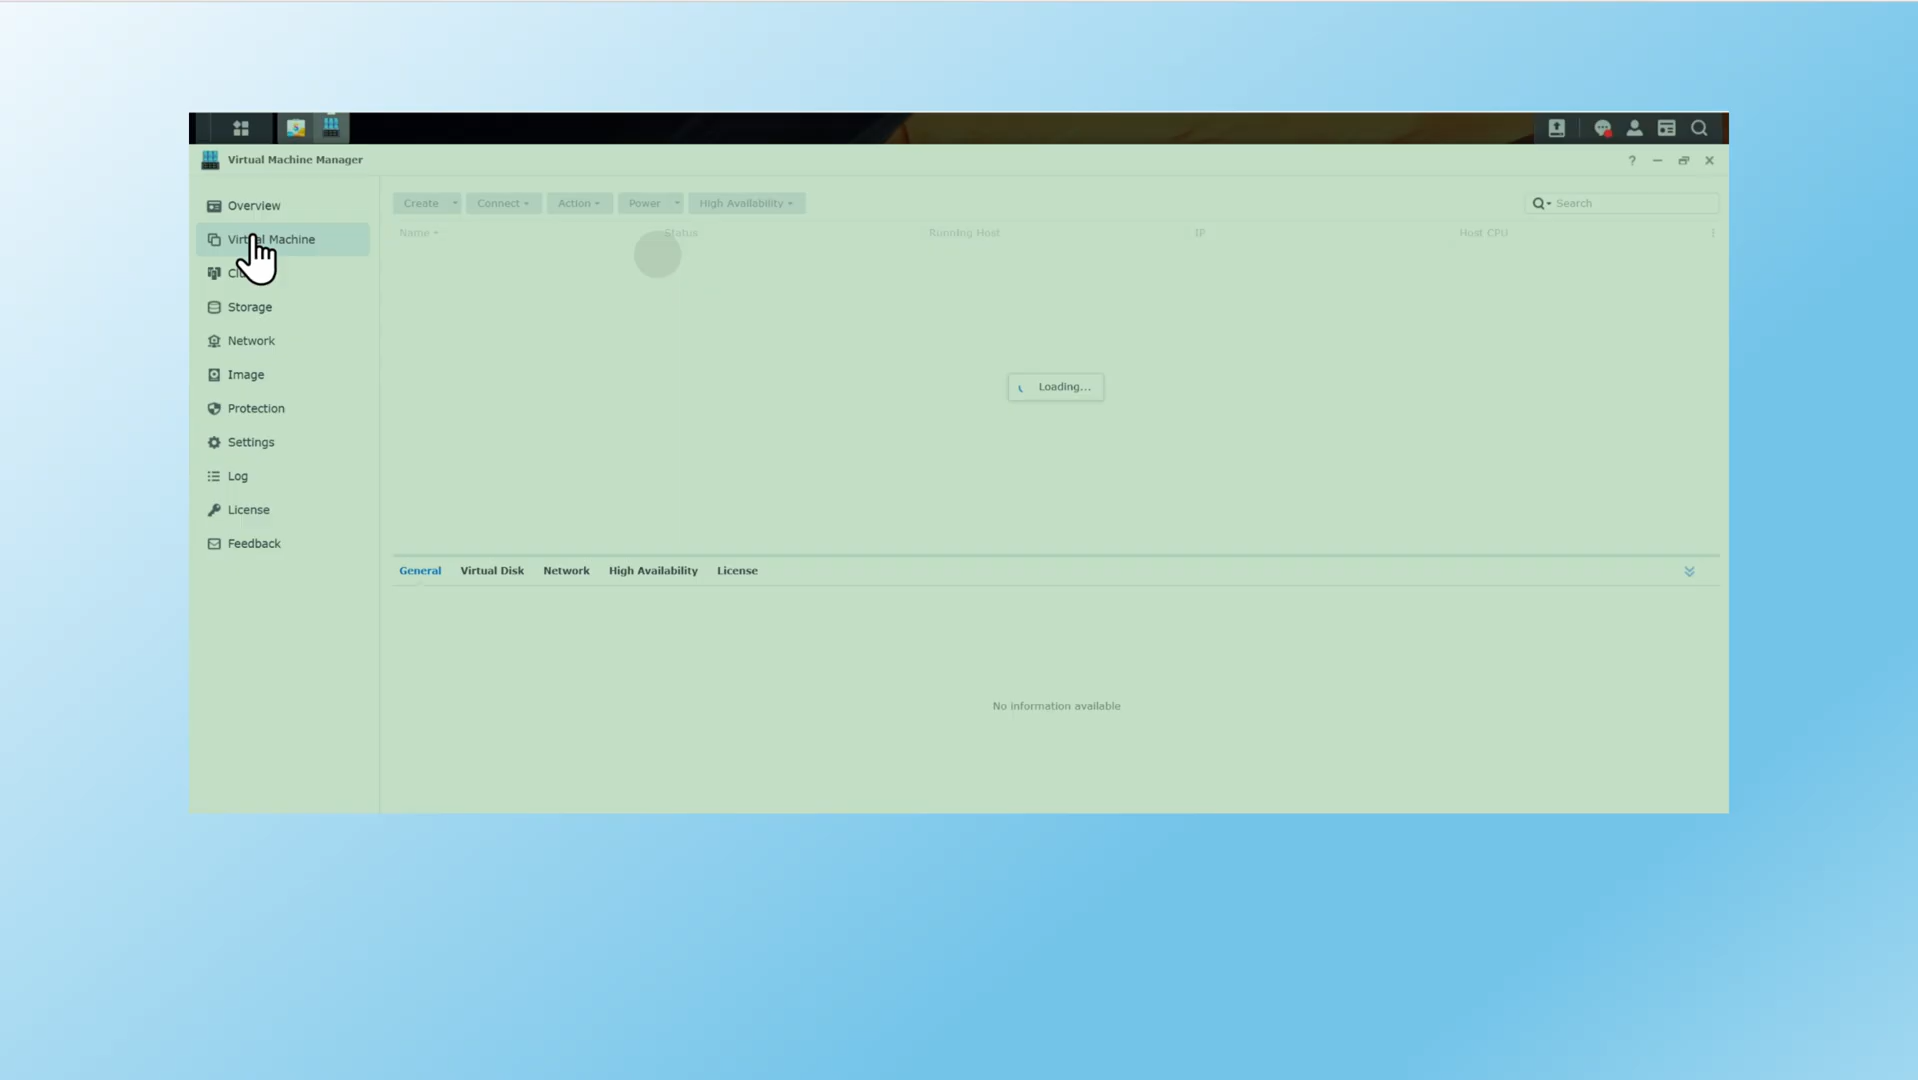 Virtual Machine Manager
?
Overview
Virtual Machine
Storage
Network
Image
Protection
Settings
Log
License
Feedback
Create Connect Action Power High Availability
Search
Name Status Running Host IP Host CPU
Loading...
General Virtual Disk Network High Availability License
No information available